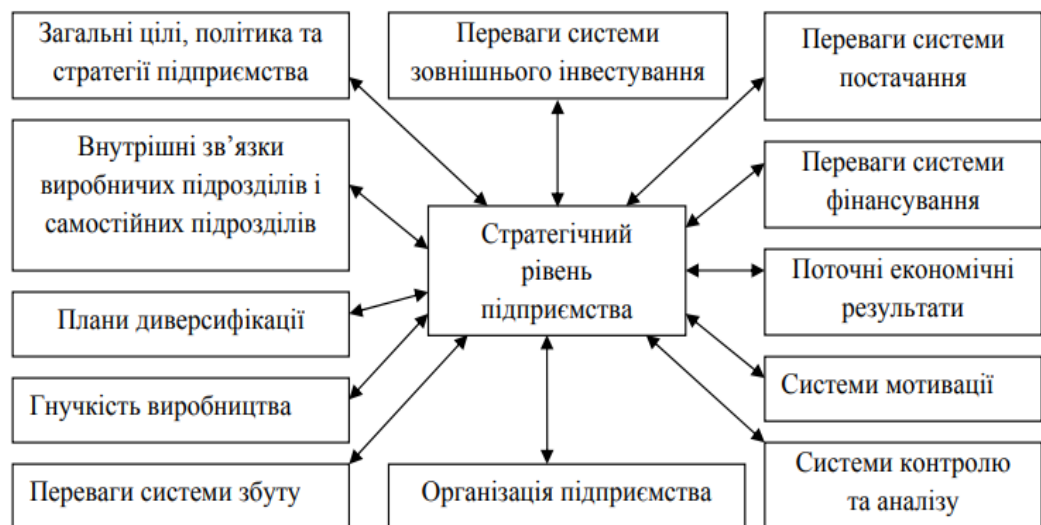 Загальні цілі, політика та
стратегії підприємства
Переваги системи
зовнішнього інвестування
Переваги системи
постачання
Внутрішні зв’язки
виробничих підрозділів і
самостійних підрозділів
Переваги системи
фінансування
Стратегічний
рівень
підприємства
Поточні економічні
результати
Плани диверсифікації
Гнучкість виробництва
Системи мотивації
Переваги системи збуту
Організація підприємства
Системи контролю
та аналізу